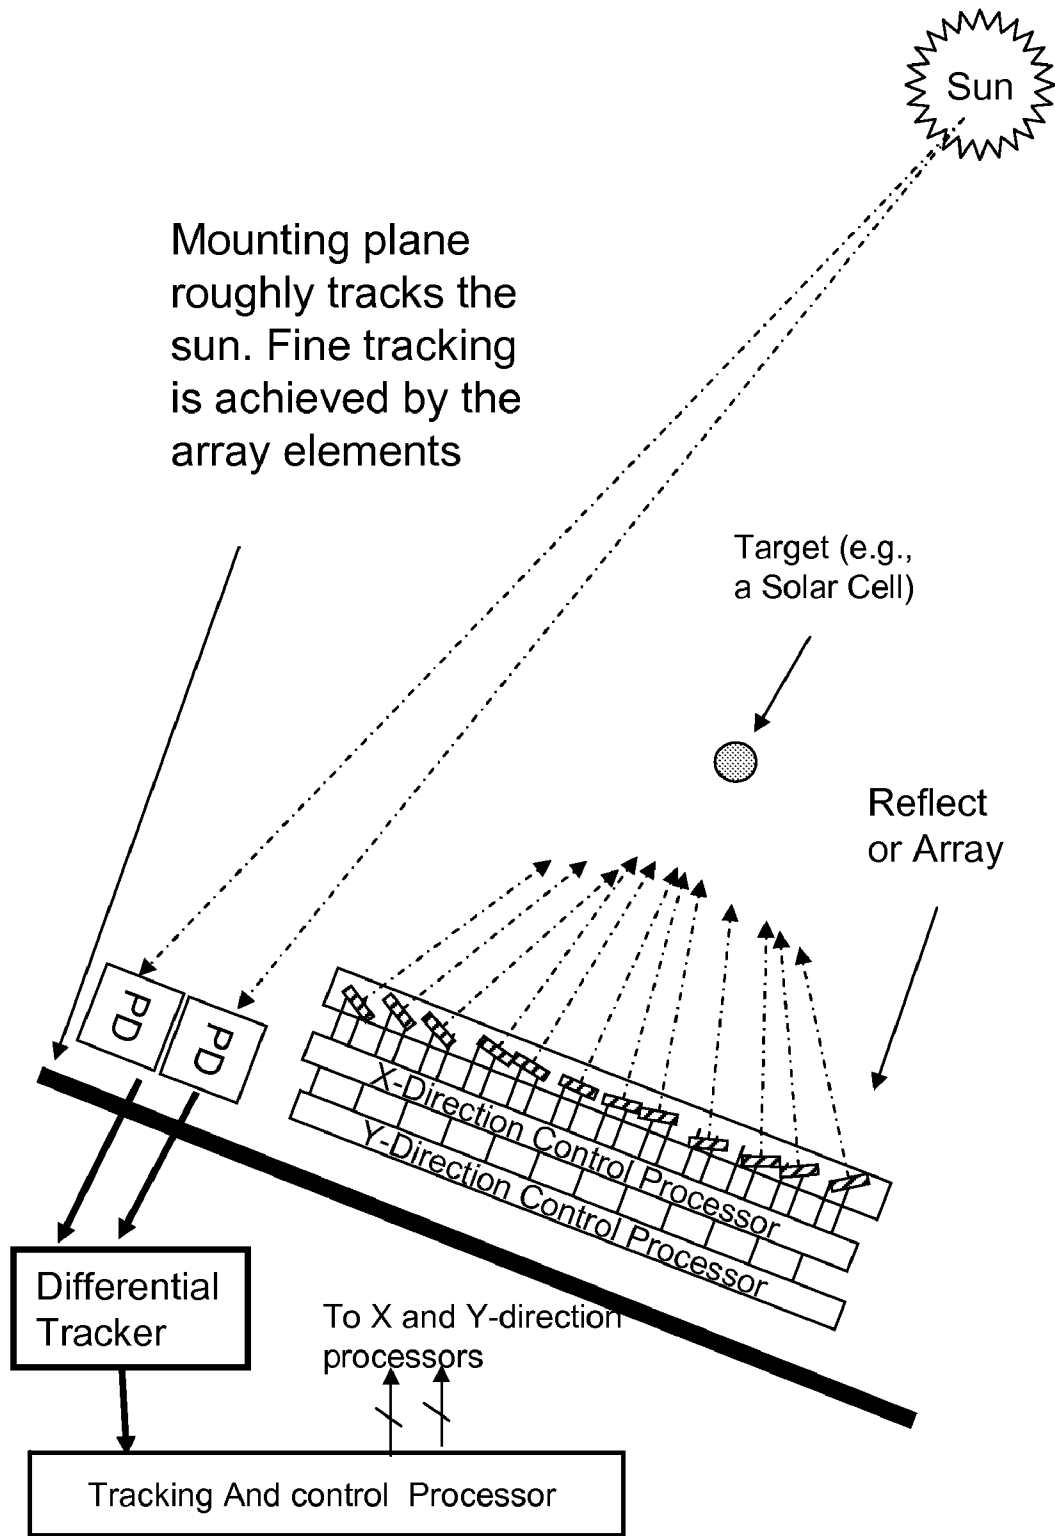 Sun
Mounting plane
roughly tracks the
sun. Fine tracking
is achieved by the
array elements
Target (e.g.,
a Solar Cell)
Reflect
or Array
PD
PD
X-Direction Control Processor
Y-Direction Control Processor
Differential
Tracker
To X and Y-direction
processors
Tracking And control Processor